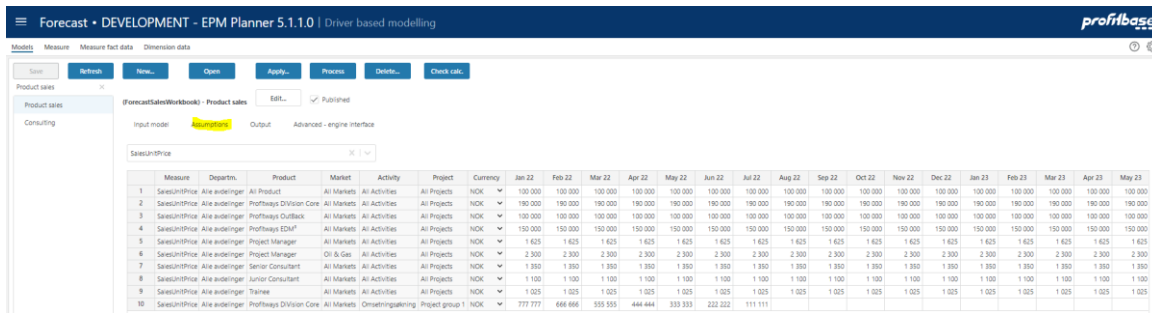 Forecast • DEVELOPMENT - EPM Planner 5.1.1.0 | Driver based modelling profitbase
Models Measure Measure fact data Dimension data
Save Refresh New... Open Apply... Process Delete... Check calc.
Product sales
Product sales
Consulting
(ForecastSalesWorkbook) - Product sales Edit... Published
Input model Assumptions Output Advanced - engine interface
SalesUnitPrice
Measure Departm. Product Market Activity Project Currency Jan 22 Feb 22 Mar 22 Apr 22 May 22 Jun 22 Jul 22 Aug 22 Sep 22 Oct 22 Nov 22 Dec 22 Jan 23 Feb 23 Mar 23 Apr 23 May 23
1 SalesUnitPrice Alle avdelinger All Product All Markets All Activities All Projects NOK 100 000 100 000 100 000 100 000 100 000 100 000 100 000 100 000 100 000 100 000 100 000 100 000 100 000 100 000 100 000 100 000 100 000
2 SalesUnitPrice Alle avdelinger Profitways DiVision Core All Markets All Activities All Projects NOK 190 000 190 000 190 000 190 000 190 000 190 000 190 000 190 000 190 000 190 000 190 000 190 000 190 000 190 000 190 000 190 000 190 000
3 SalesUnitPrice Alle avdelinger Profitways OutBack All Markets All Activities All Projects NOK 100 000 100 000 100 000 100 000 100 000 100 000 100 000 100 000 100 000 100 000 100 000 100 000 100 000 100 000 100 000 100 000 100 000
4 SalesUnitPrice Alle avdelinger Profitways EDM² All Markets All Activities All Projects NOK 150 000 150 000 150 000 150 000 150 000 150 000 150 000 150 000 150 000 150 000 150 000 150 000 150 000 150 000 150 000 150 000 150 000
5 SalesUnitPrice Alle avdelinger Project Manager All Markets All Activities All Projects NOK 1 625 1 625 1 625 1 625 1 625 1 625 1 625 1 625 1 625 1 625 1 625 1 625 1 625 1 625 1 625 1 625 1 625
6 SalesUnitPrice Alle avdelinger Project Manager Oil & Gas All Activities All Projects NOK 2 300 2 300 2 300 2 300 2 300 2 300 2 300 2 300 2 300 2 300 2 300 2 300 2 300 2 300 2 300 2 300 2 300
7 SalesUnitPrice Alle avdelinger Senior Consultant All Markets All Activities All Projects NOK 1 350 1 350 1 350 1 350 1 350 1 350 1 350 1 350 1 350 1 350 1 350 1 350 1 350 1 350 1 350 1 350 1 350
8 SalesUnitPrice Alle avdelinger Junior Consultant All Markets All Activities All Projects NOK 1 100 1 100 1 100 1 100 1 100 1 100 1 100 1 100 1 100 1 100 1 100 1 100 1 100 1 100 1 100 1 100 1 100
9 SalesUnitPrice Alle avdelinger Trainee All Markets All Activities All Projects NOK 1 025 1 025 1 025 1 025 1 025 1 025 1 025 1 025 1 025 1 025 1 025 1 025 1 025 1 025 1 025 1 025 1 025
10 SalesUnitPrice Alle avdelinger Profitways DiVision Core All Markets Omsetningsøkning Project group 1 NOK 777 777 666 666 555 555 444 444 333 333 222 222 111 111